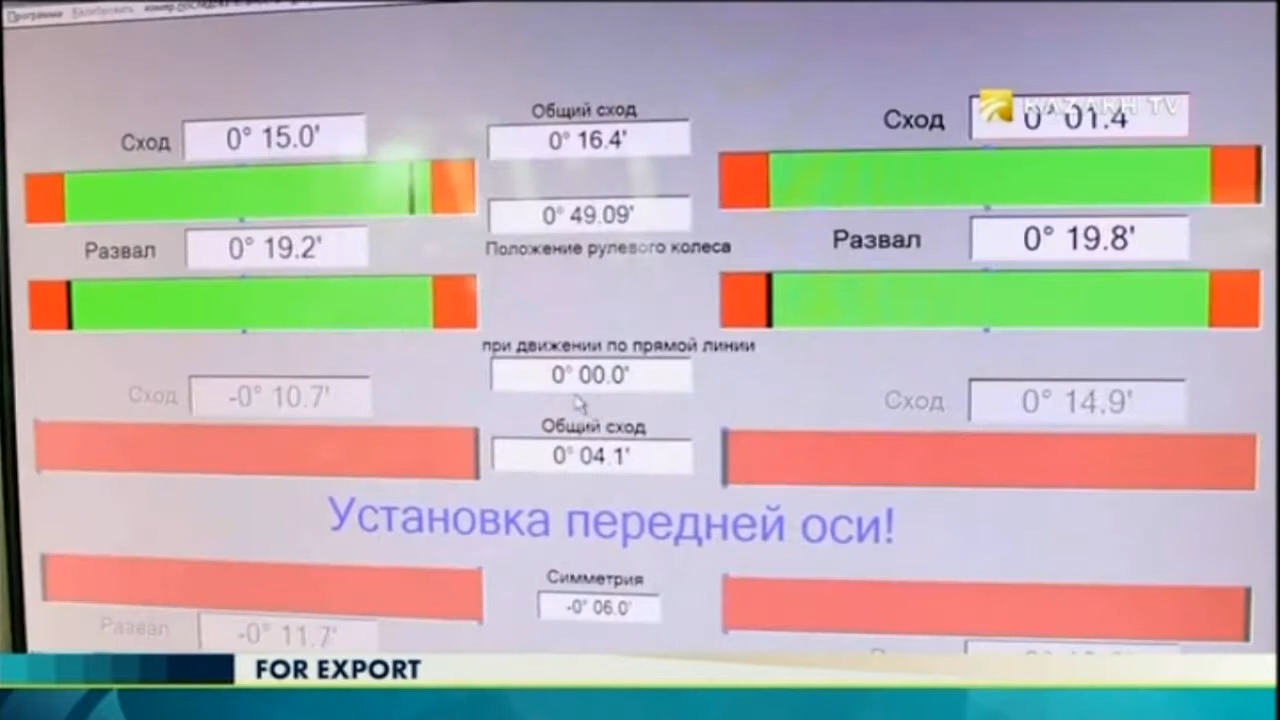 Программа Калибровать
KAZAKH TV
Сход 0° 15.0'
Общий сход
0° 16.4'
Сход 0° 01.4'
0° 49.09'
Положение рулевого колеса
Развал 0° 19.2'
Развал 0° 19.8'
при движении по прямой линии
0° 00.0'
Сход -0° 10.7'
Общий сход
0° 04.1'
Сход 0° 14.9'
Установка передней оси!
Симметрия
-0° 06.0'
Развал -0° 11.7'
FOR EXPORT